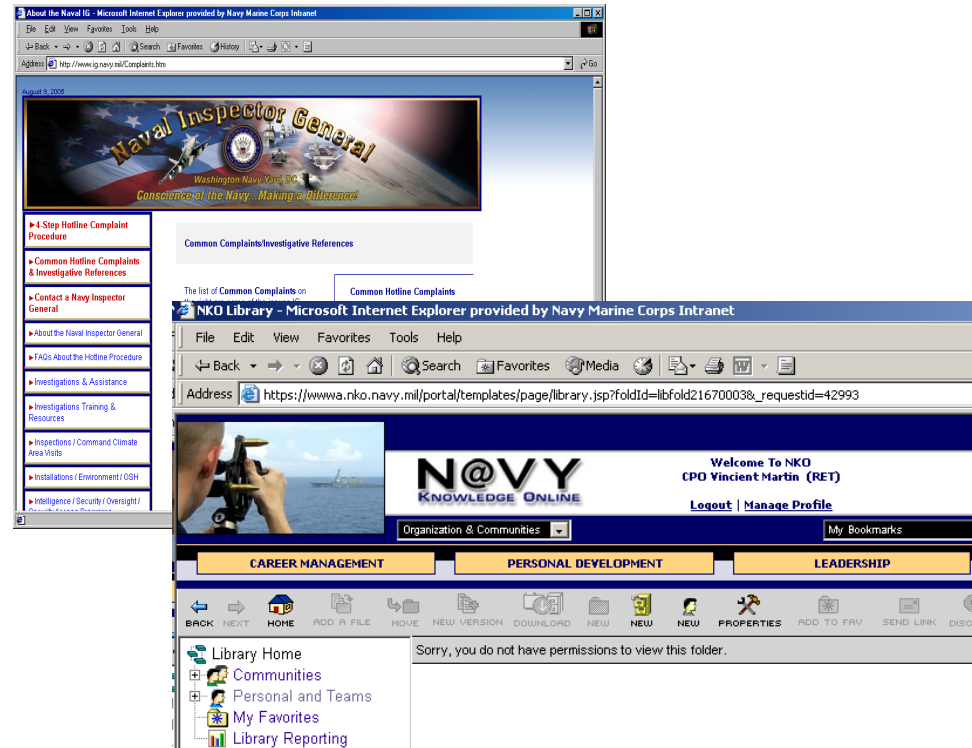 About the Naval IG - Microsoft Internet Explorer provided by Navy Marine Corps Intranet
File Edit View Favorites Tools Help
Back Search Favorites History
Address http://www.ig.navy.mil/Complaints.htm Go
August 9, 2005
Naval Inspector General
Washington Navy Yard, DC
Conscience of the Navy...Making a Difference!
►4-Step Hotline Complaint
Procedure
►Common Hotline Complaints
& Investigative References
►Contact a Navy Inspector
General
►About the Naval Inspector General
►FAQs About the Hotline Procedure
►Investigations & Assistance
►Investigations Training &
Resources
►Inspections / Command Climate
Area Visits
►Installations / Environment / OSH
►Intelligence / Security / Oversight /
Common Complaints/Investigative References
The list of Common Complaints on
Common Hotline Complaints
NKO Library - Microsoft Internet Explorer provided by Navy Marine Corps Intranet
File Edit View Favorites Tools Help
Back Search Favorites Media
Address https://wwwa.nko.navy.mil/portal/templates/page/library.jsp?foldId=libfold21670003&_requestid=42993
N@VY
KNOWLEDGE ONLINE
Welcome To NKO
CPO Vincient Martin (RET)
Logout | Manage Profile
Organization & Communities My Bookmarks
CAREER MANAGEMENT PERSONAL DEVELOPMENT LEADERSHIP
BACK NEXT HOME ADD A FILE MOVE NEW VERSION DOWNLOAD NEW NEW NEW PROPERTIES ADD TO FAV SEND LINK DISC
Library Home
Communities
Personal and Teams
My Favorites
Library Reporting
Sorry, you do not have permissions to view this folder.